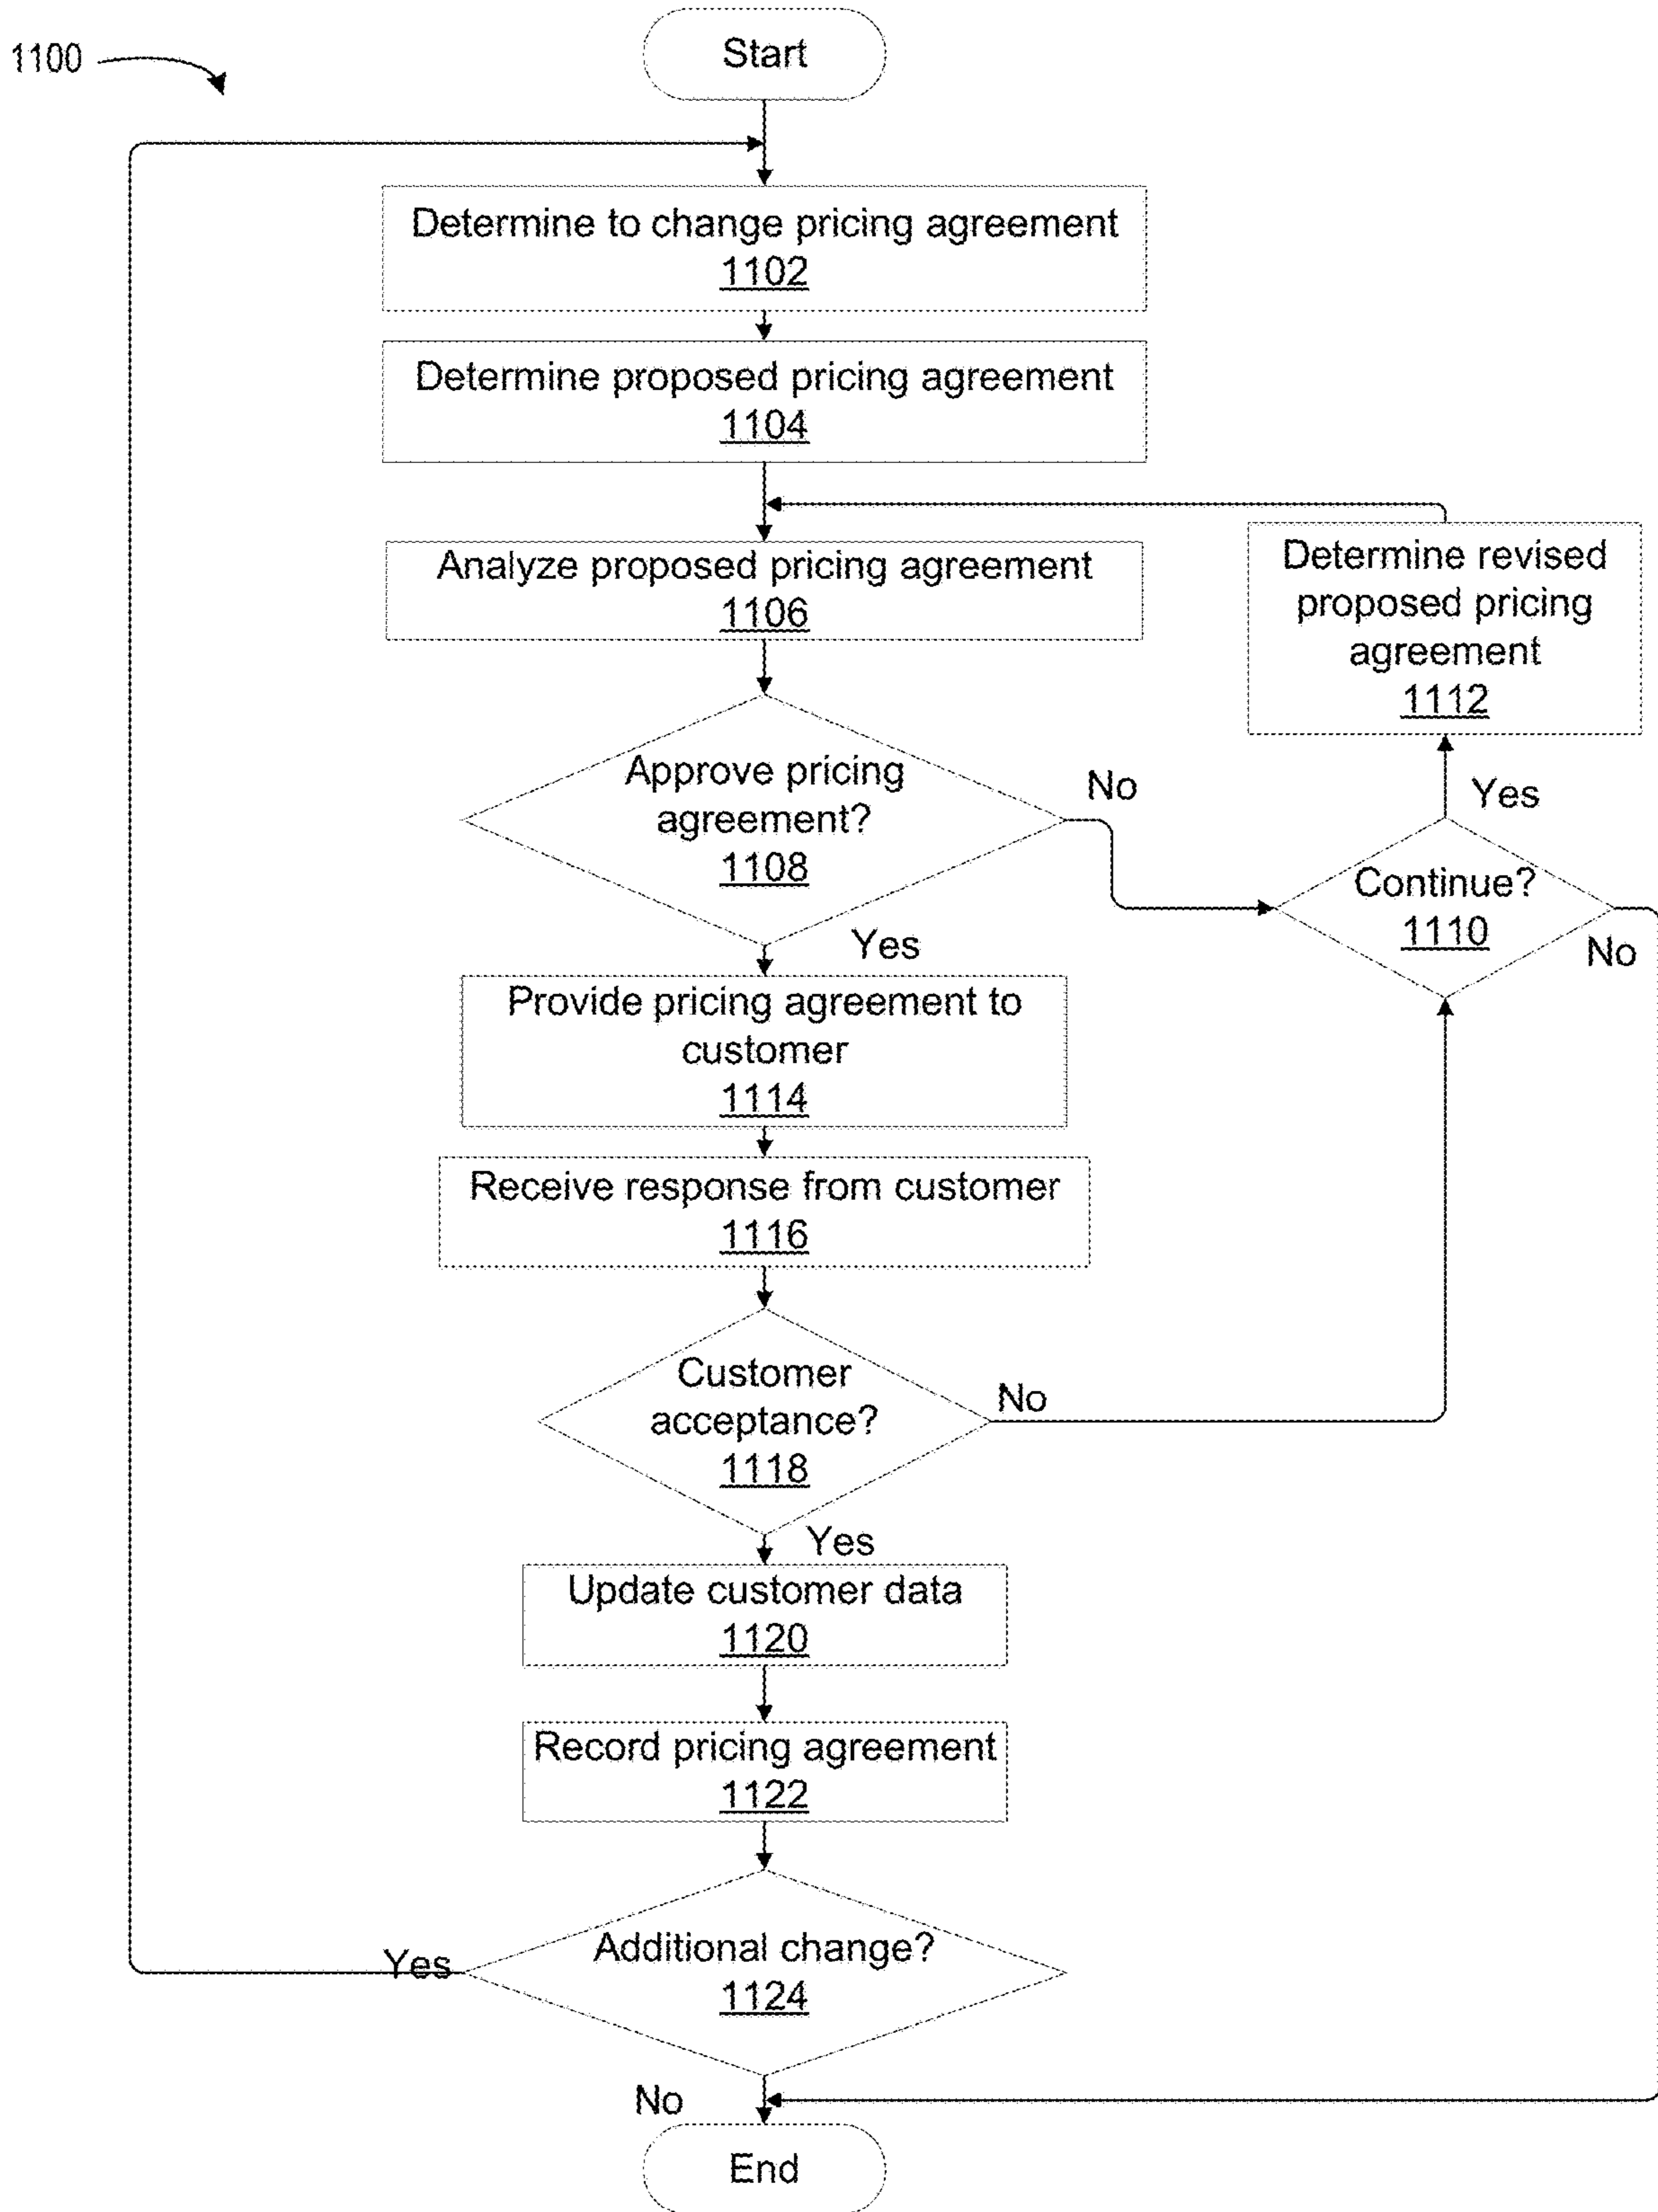 1100
Start
Determine to change pricing agreement
1102
Determine proposed pricing agreement
1104
Analyze proposed pricing agreement
1106
Determine revised
proposed pricing
agreement
1112
Approve pricing
agreement?
1108
No
Yes
Continue?
1110
Yes
No
Provide pricing agreement to
customer
1114
Receive response from customer
1116
Customer
acceptance?
1118
No
Yes
Update customer data
1120
Record pricing agreement
1122
Additional change?
1124
Yes
No
End